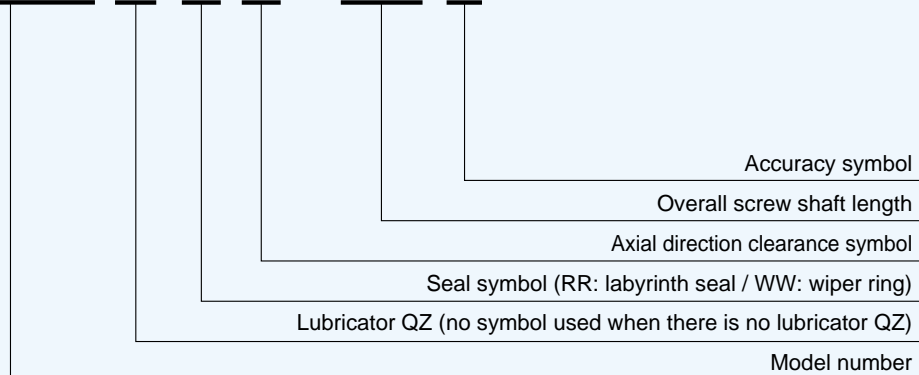 Accuracy symbol
Overall screw shaft length
Axial direction clearance symbol
Seal symbol (RR: labyrinth seal / WW: wiper ring)
Lubricator QZ (no symbol used when there is no lubricator QZ)
Model number